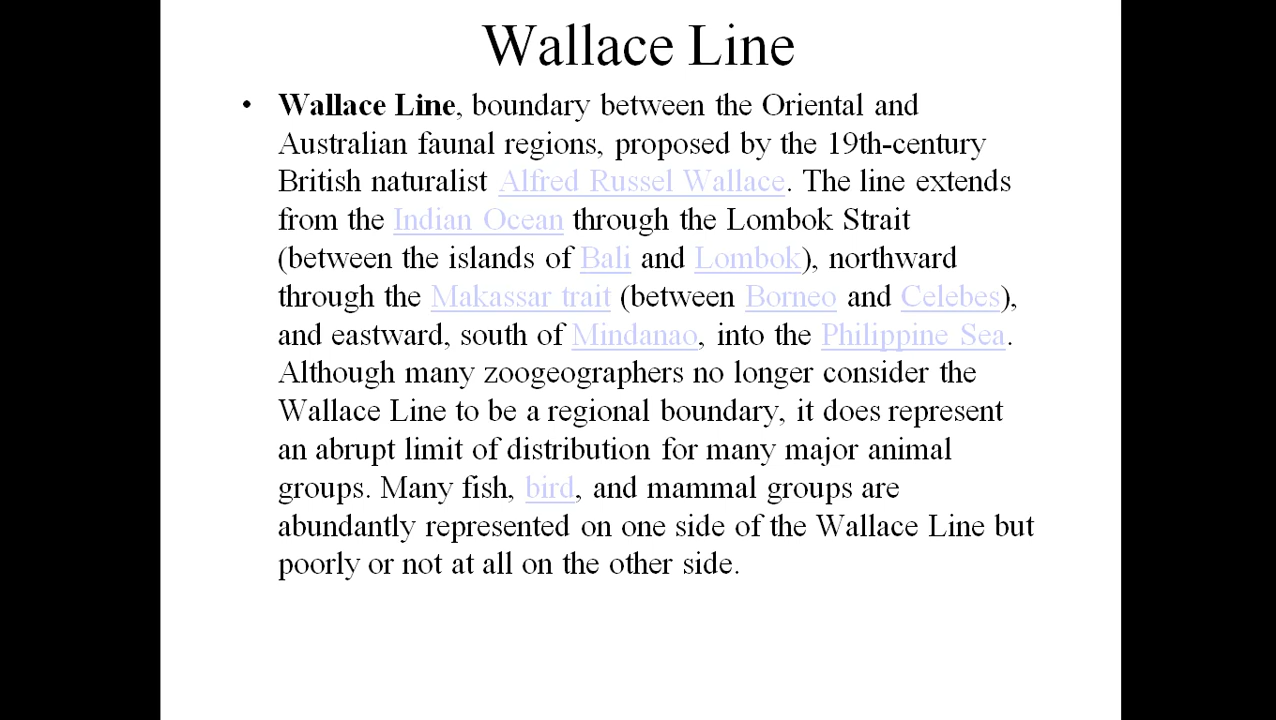 Wallace Line
• Wallace Line, boundary between the Oriental and
Australian faunal regions, proposed by the 19th-century
British naturalist Alfred Russel Wallace. The line extends
from the Indian Ocean through the Lombok Strait
(between the islands of Bali and Lombok), northward
through the Makassar trait (between Borneo and Celebes),
and eastward, south of Mindanao, into the Philippine Sea.
Although many zoogeographers no longer consider the
Wallace Line to be a regional boundary, it does represent
an abrupt limit of distribution for many major animal
groups. Many fish, bird, and mammal groups are
abundantly represented on one side of the Wallace Line but
poorly or not at all on the other side.